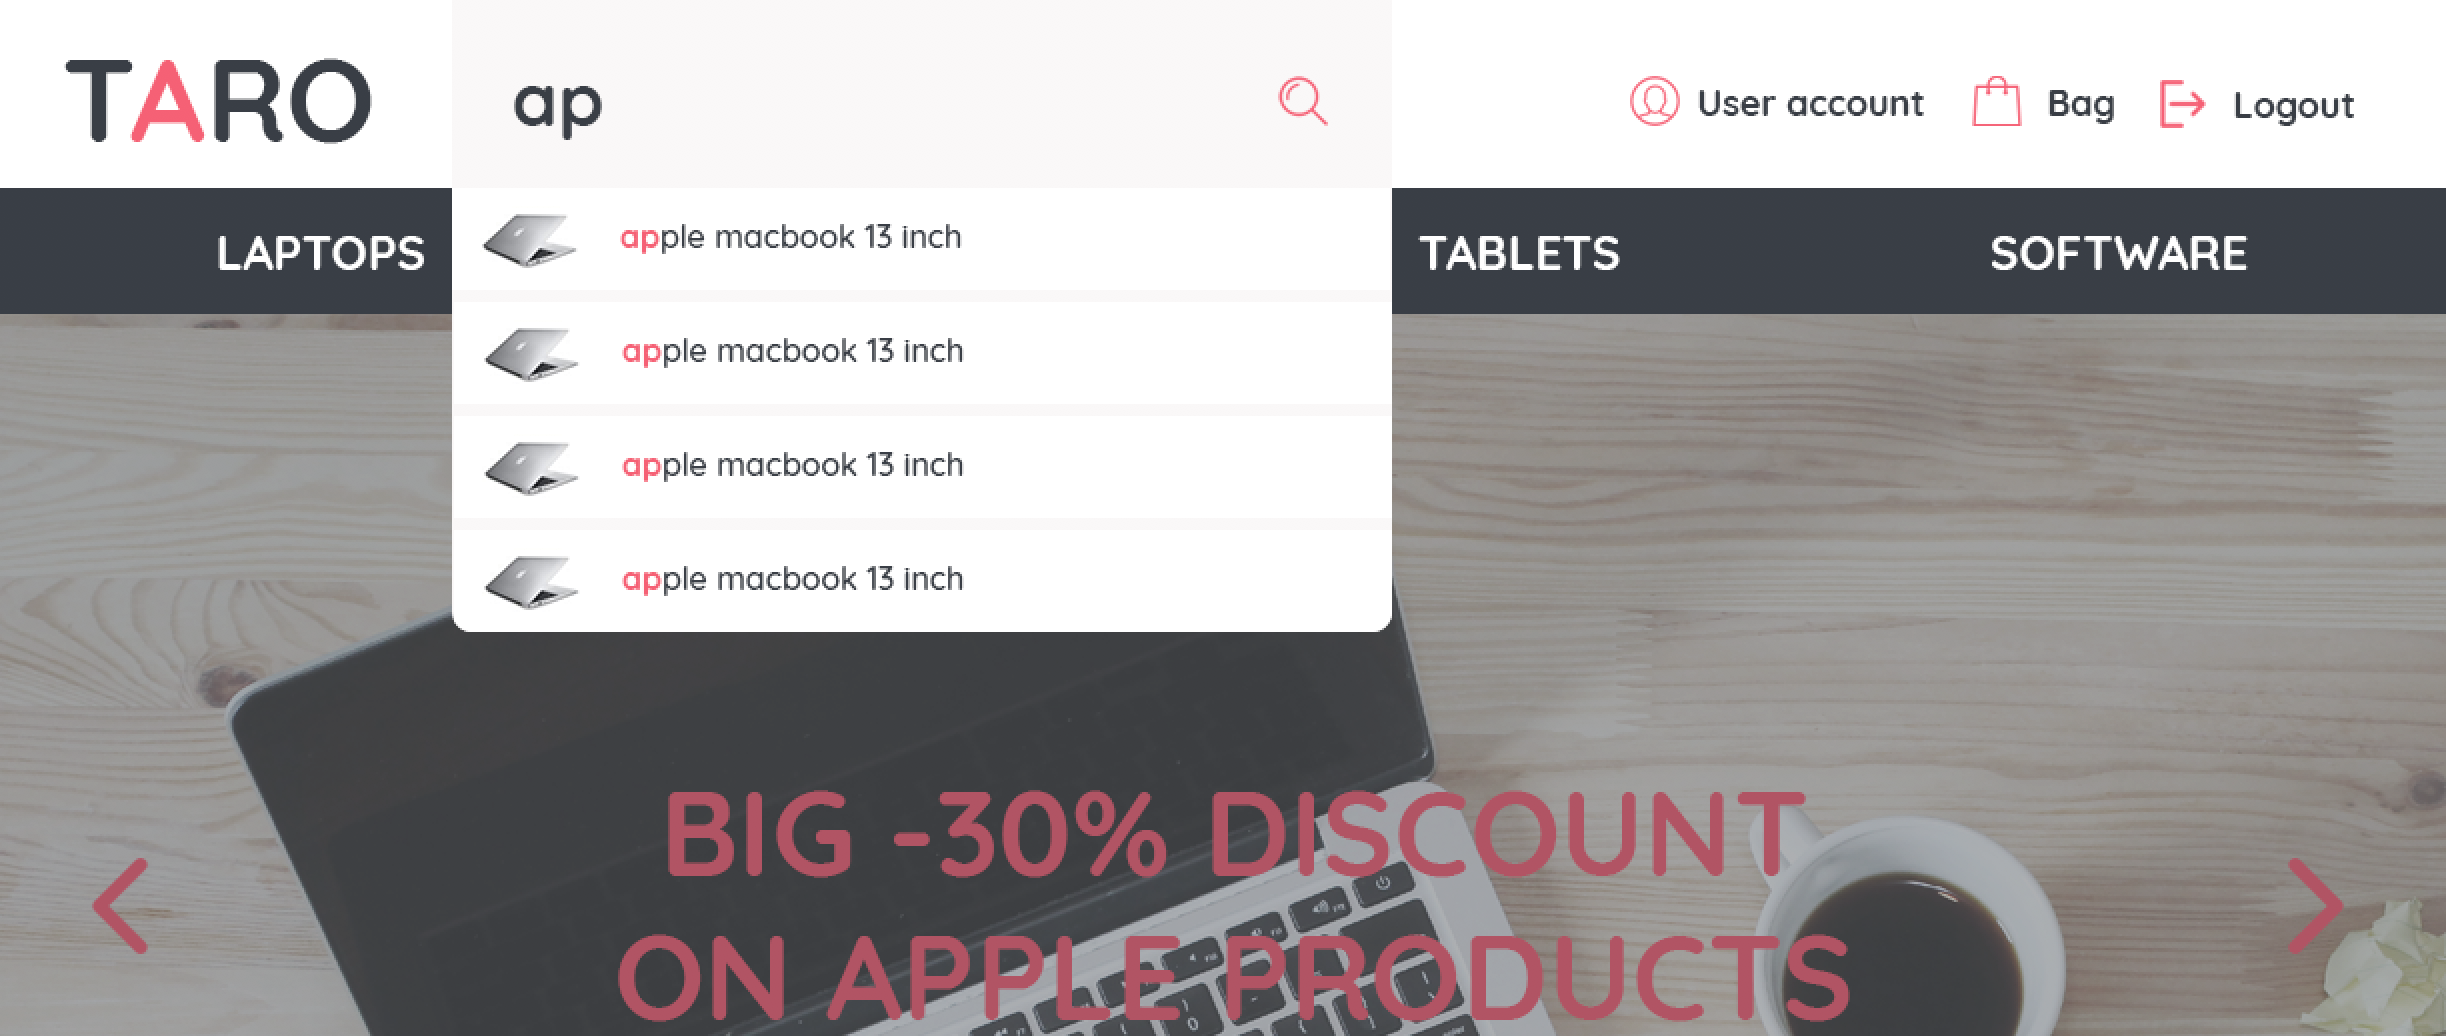 TARO
ap
User account
Bag
Logout
LAPTOPS
TABLETS
SOFTWARE
apple macbook 13 inch
apple macbook 13 inch
apple macbook 13 inch
apple macbook 13 inch
BIG -30% DISCOUNT
ON APPLE PRODUCTS